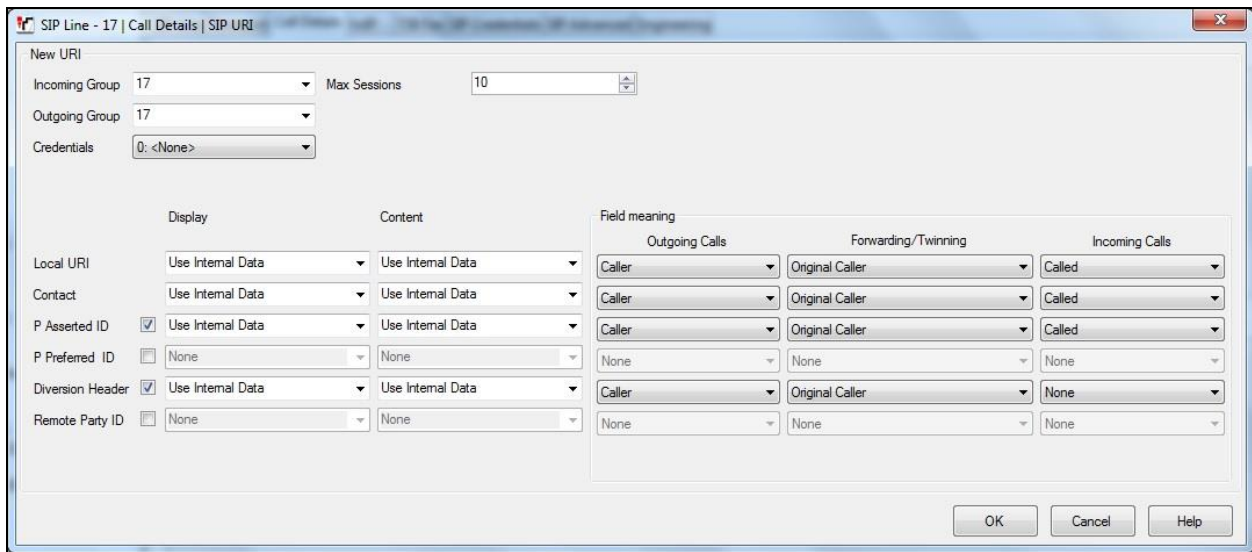 SIP Line - 17 | Call Details | SIP URI
New URI
Incoming Group 17 Max Sessions 10
Outgoing Group 17
Credentials 0: <None>
Display Content Field meaning
Outgoing Calls Forwarding/Twinning Incoming Calls
Local URI Use Internal Data Use Internal Data Caller Original Caller Called
Contact Use Internal Data Use Internal Data Caller Original Caller Called
P Asserted ID Use Internal Data Use Internal Data Caller Original Caller Called
P Preferred ID None None None None None
Diversion Header Use Internal Data Use Internal Data Caller Original Caller None
Remote Party ID None None None None None
OK Cancel Help